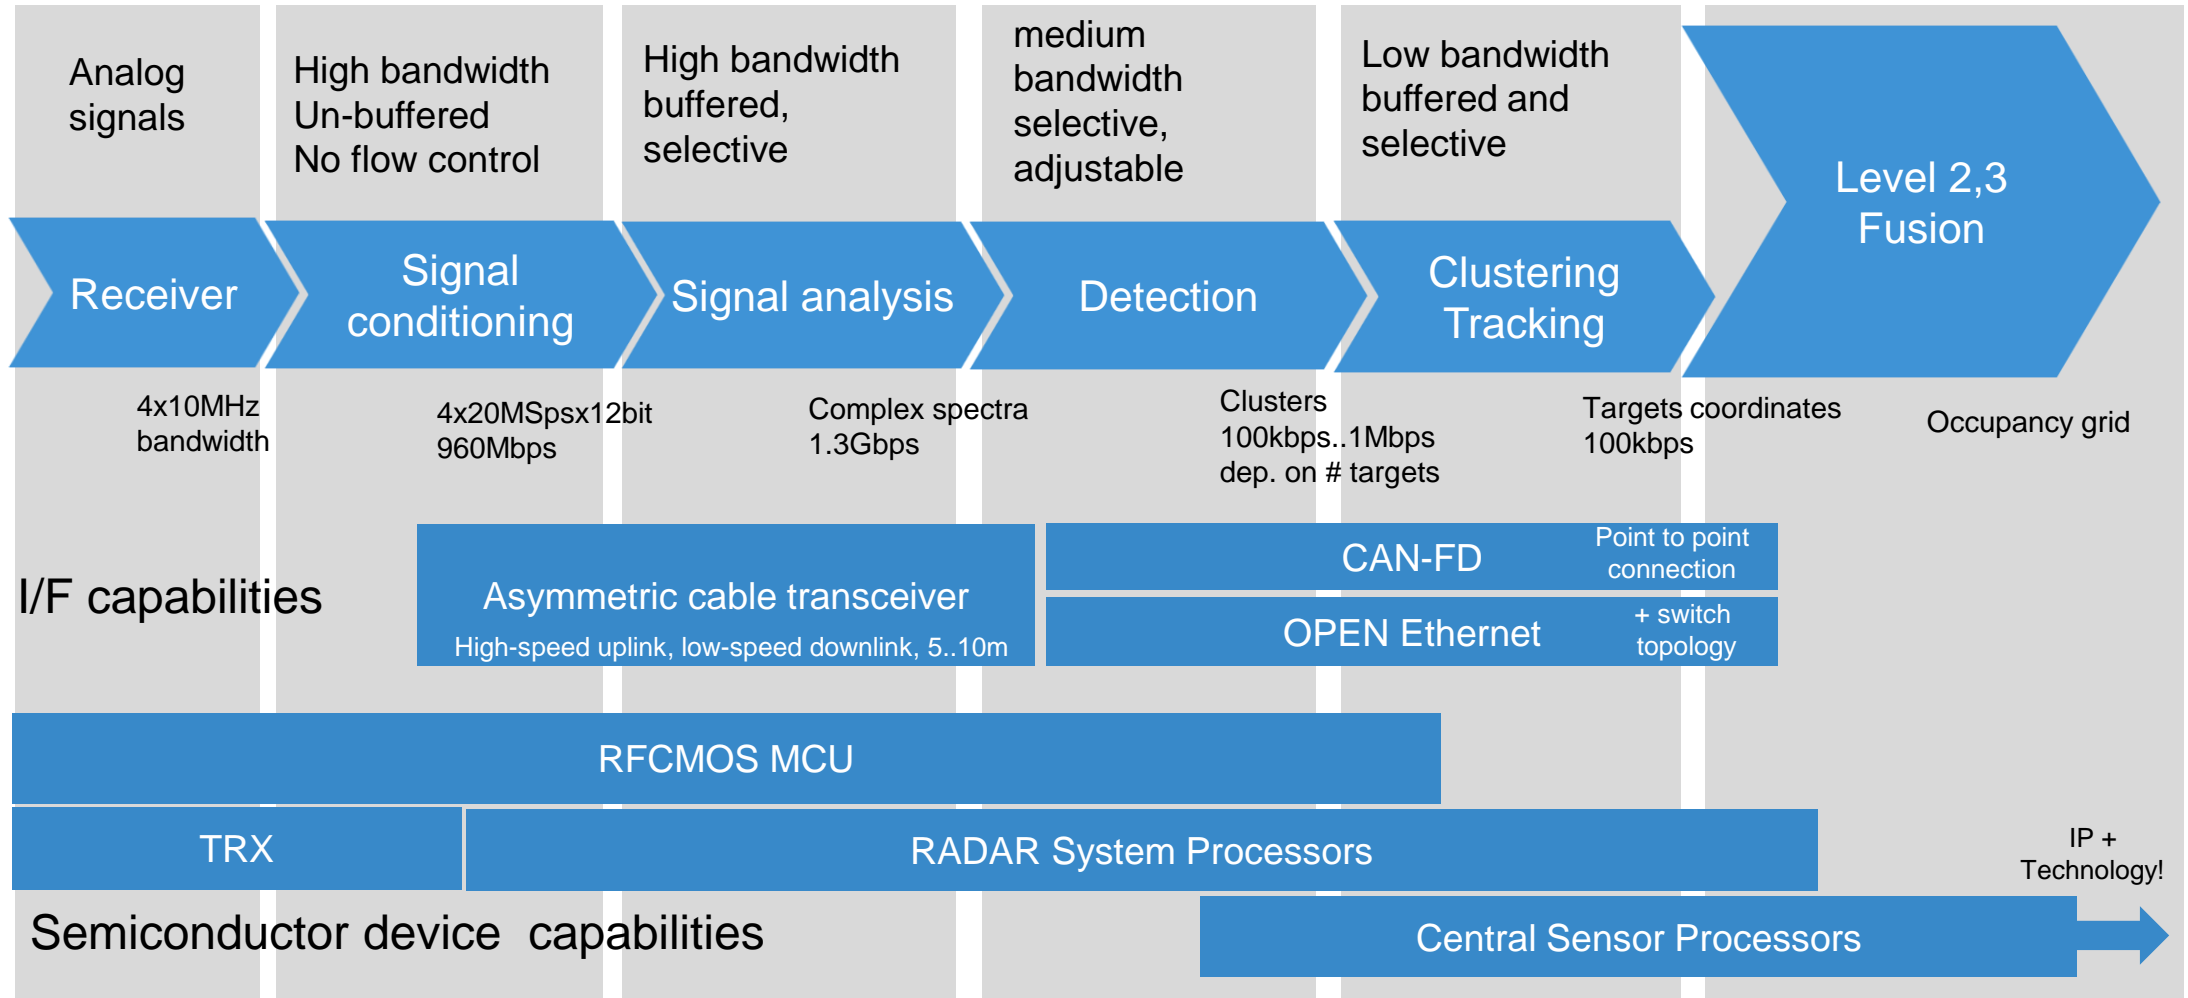 Analog
signals
High bandwidth
Un-buffered
No flow control
High bandwidth
buffered,
selective
medium
bandwidth
selective,
adjustable
Low bandwidth
buffered and
selective
Receiver
Signal
conditioning
Signal analysis
Detection
Clustering
Tracking
Level 2,3
Fusion
4x10MHz
bandwidth
4x20MSpsx12bit
960Mbps
Complex spectra
1.3Gbps
Clusters
100kbps..1Mbps
dep. on # targets
Targets coordinates
100kbps
Occupancy grid
I/F capabilities
Asymmetric cable transceiver
High-speed uplink, low-speed downlink, 5..10m
CAN-FD
Point to point
connection
OPEN Ethernet
+ switch
topology
RFCMOS MCU
TRX
RADAR System Processors
IP +
Technology!
Semiconductor device  capabilities
Central Sensor Processors